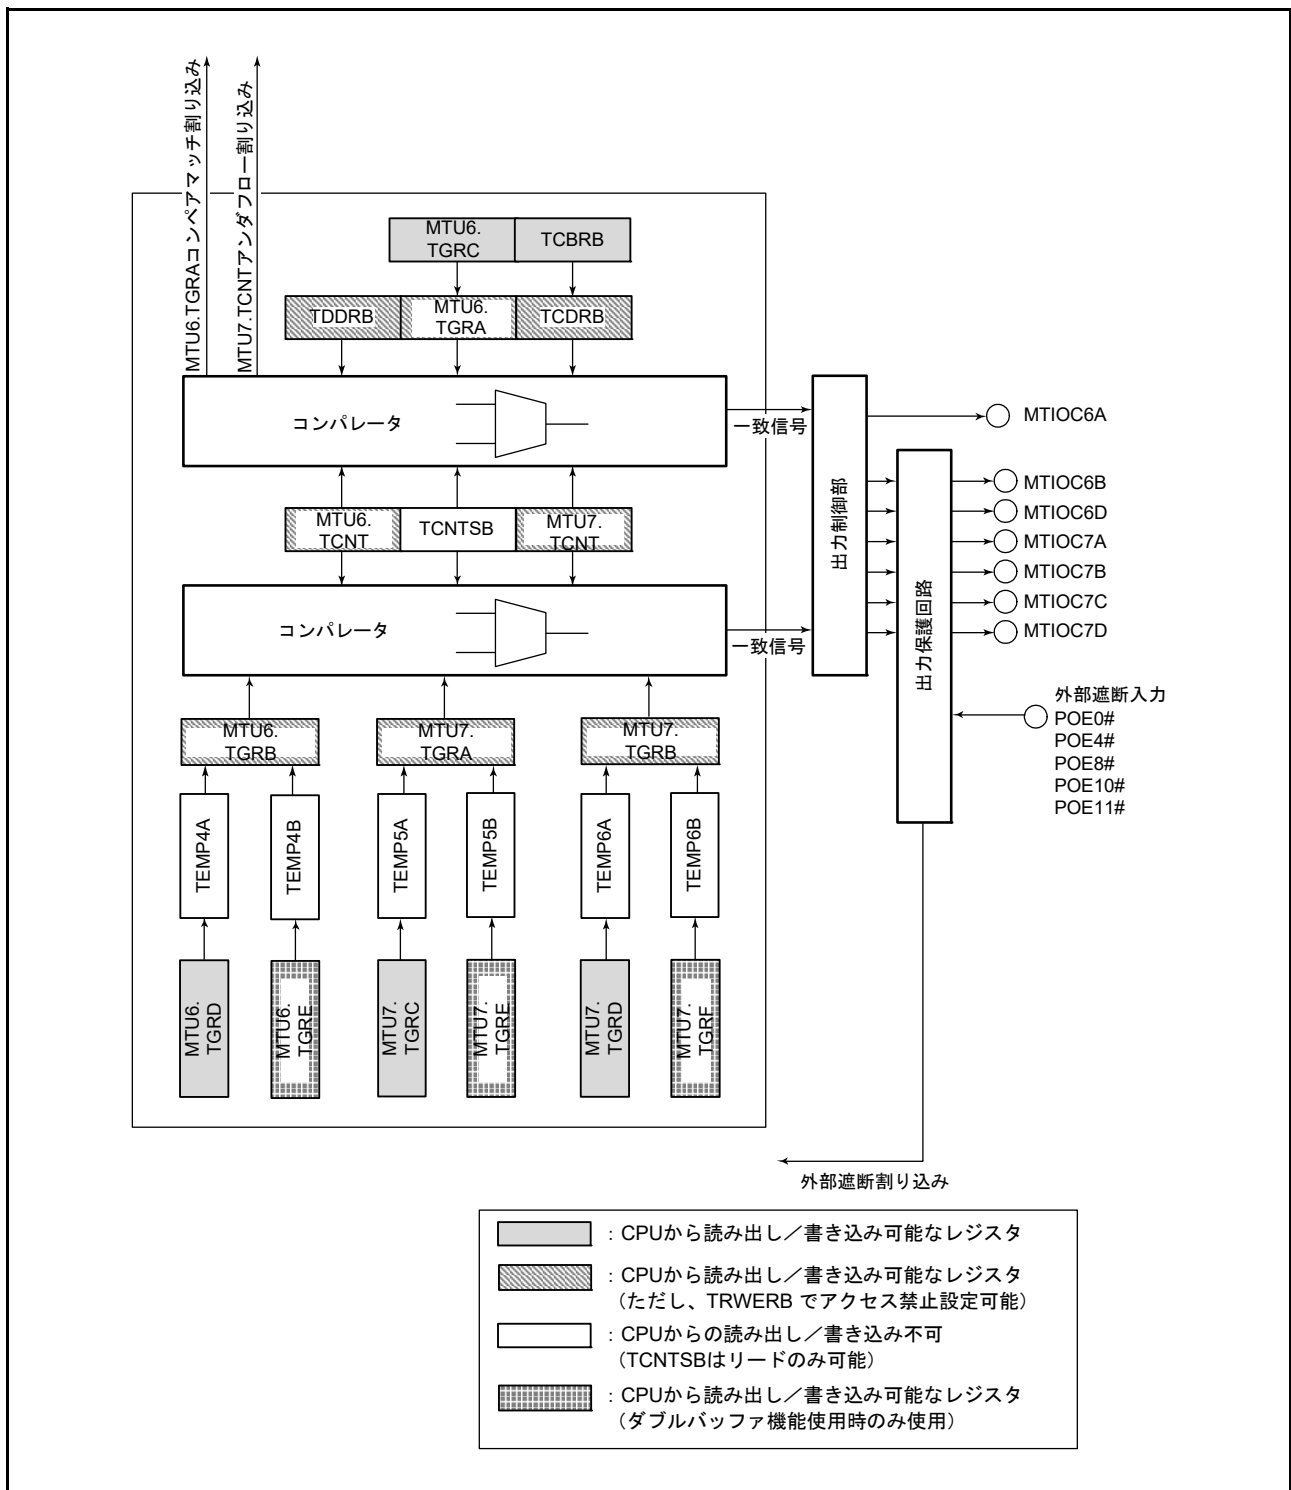 MTU6.TGRAコンペアマッチ割り込み
MTU7.TCNTアンダフロー割り込み
MTU6.
TGRC
TCBRB
TDDRB
MTU6.
TGRA
TCDRB
コンパレータ
一致信号
MTU6.
TCNT
TCNTSB
MTU7.
TCNT
コンパレータ
一致信号
出力制御部
出力保護回路
MTIOC6A
MTIOC6B
MTIOC6D
MTIOC7A
MTIOC7B
MTIOC7C
MTIOC7D
外部遮断入力
POE0#
POE4#
POE8#
POE10#
POE11#
MTU6.
TGRB
MTU7.
TGRA
MTU7.
TGRB
TEMP4A
TEMP4B
TEMP5A
TEMP5B
TEMP6A
TEMP6B
MTU6.
TGRD
MTU6.
TGRE
MTU7.
TGRC
MTU7.
TGRE
MTU7.
TGRD
MTU7.
TGRF
外部遮断割り込み
：CPUから読み出し／書き込み可能なレジスタ
：CPUから読み出し／書き込み可能なレジスタ
（ただし、TRWERB でアクセス禁止設定可能）
：CPUからの読み出し／書き込み不可
（TCNTSBはリードのみ可能）
：CPUから読み出し／書き込み可能なレジスタ
（ダブルバッファ機能使用時のみ使用）